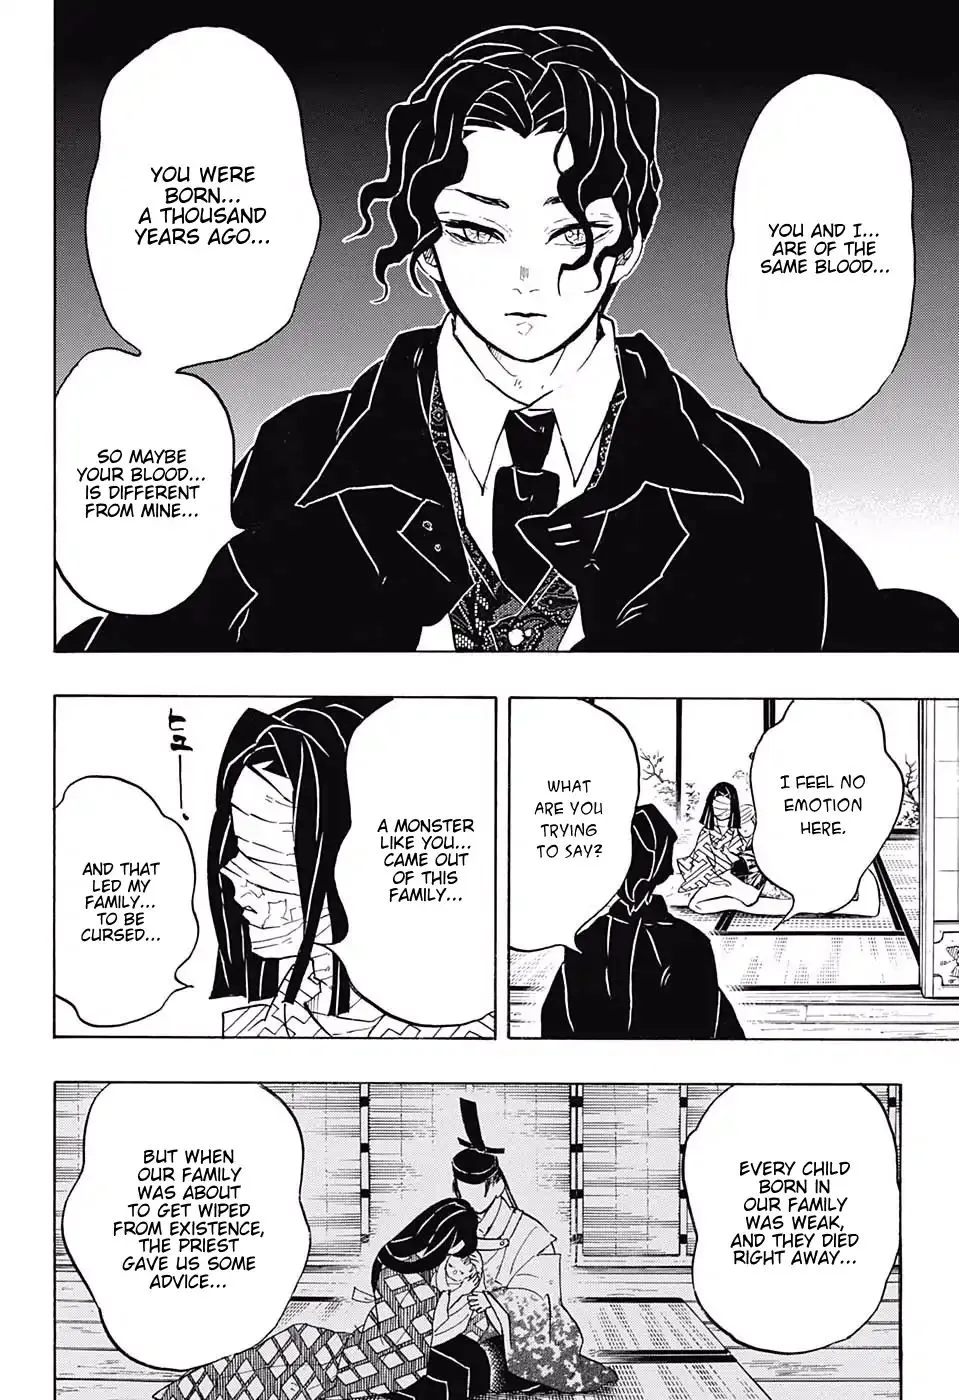 YOU AND I...
ARE OF THE
SAME BLOOD...
YOU WERE
BORN...
A THOUSAND
YEARS AGO...
SO MAYBE
YOUR BLOOD...
IS DIFFERENT
FROM MINE...
I FEEL NO
EMOTION
HERE.
WHAT
ARE YOU
TRYING
TO SAY?
A MONSTER
LIKE YOU...
CAME OUT
OF THIS
FAMILY...
ヒュー...
AND THAT
LED MY
FAMILY...
TO BE
CURSED...
EVERY CHILD
BORN IN
OUR FAMILY
WAS WEAK,
AND THEY DIED
RIGHT AWAY...
BUT WHEN
OUR FAMILY
WAS ABOUT
TO GET WIPED
FROM EXISTENCE,
THE PRIEST
GAVE US SOME
ADVICE...